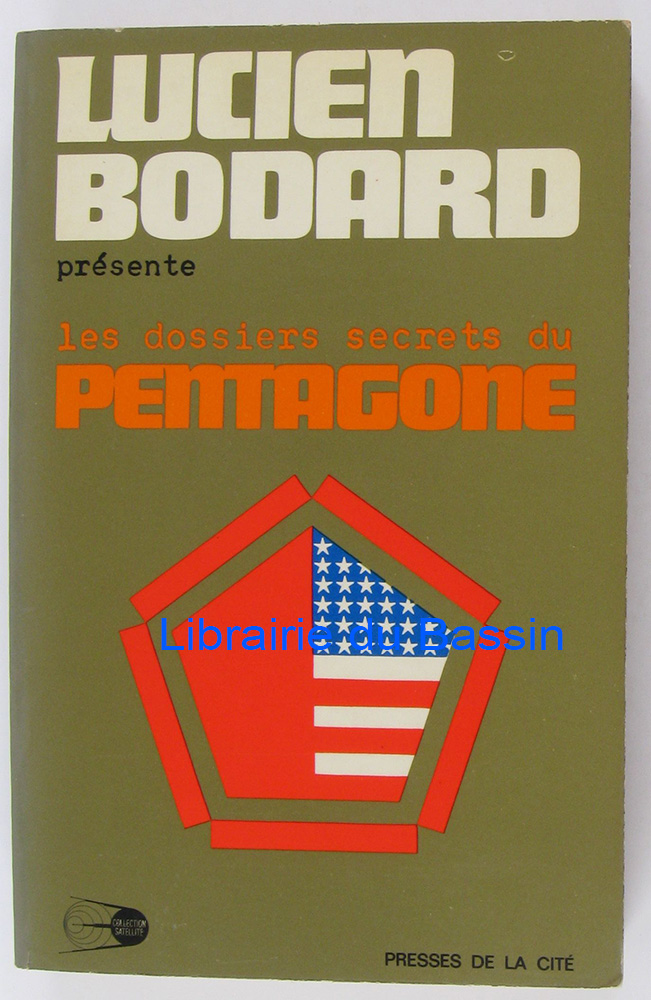 LUCIEN
BODARD
présente
les dossiers secrets du
PENTAGONE
Librairie du Bassin
COLLECTION
SATELLITE
PRESSES DE LA CITÉ